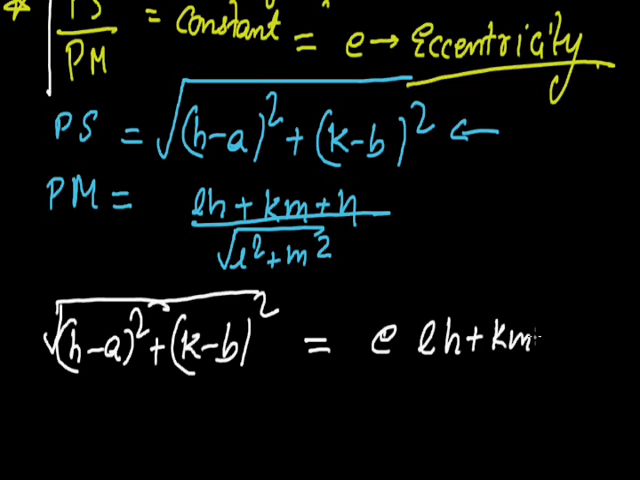 PS/PM = constant = e → Eccentricity
PS = √(h-a)² + (k-b)² ←
PM = lh + km + n / √l² + m²
√(h-a)² + (k-b)² = e lh + km